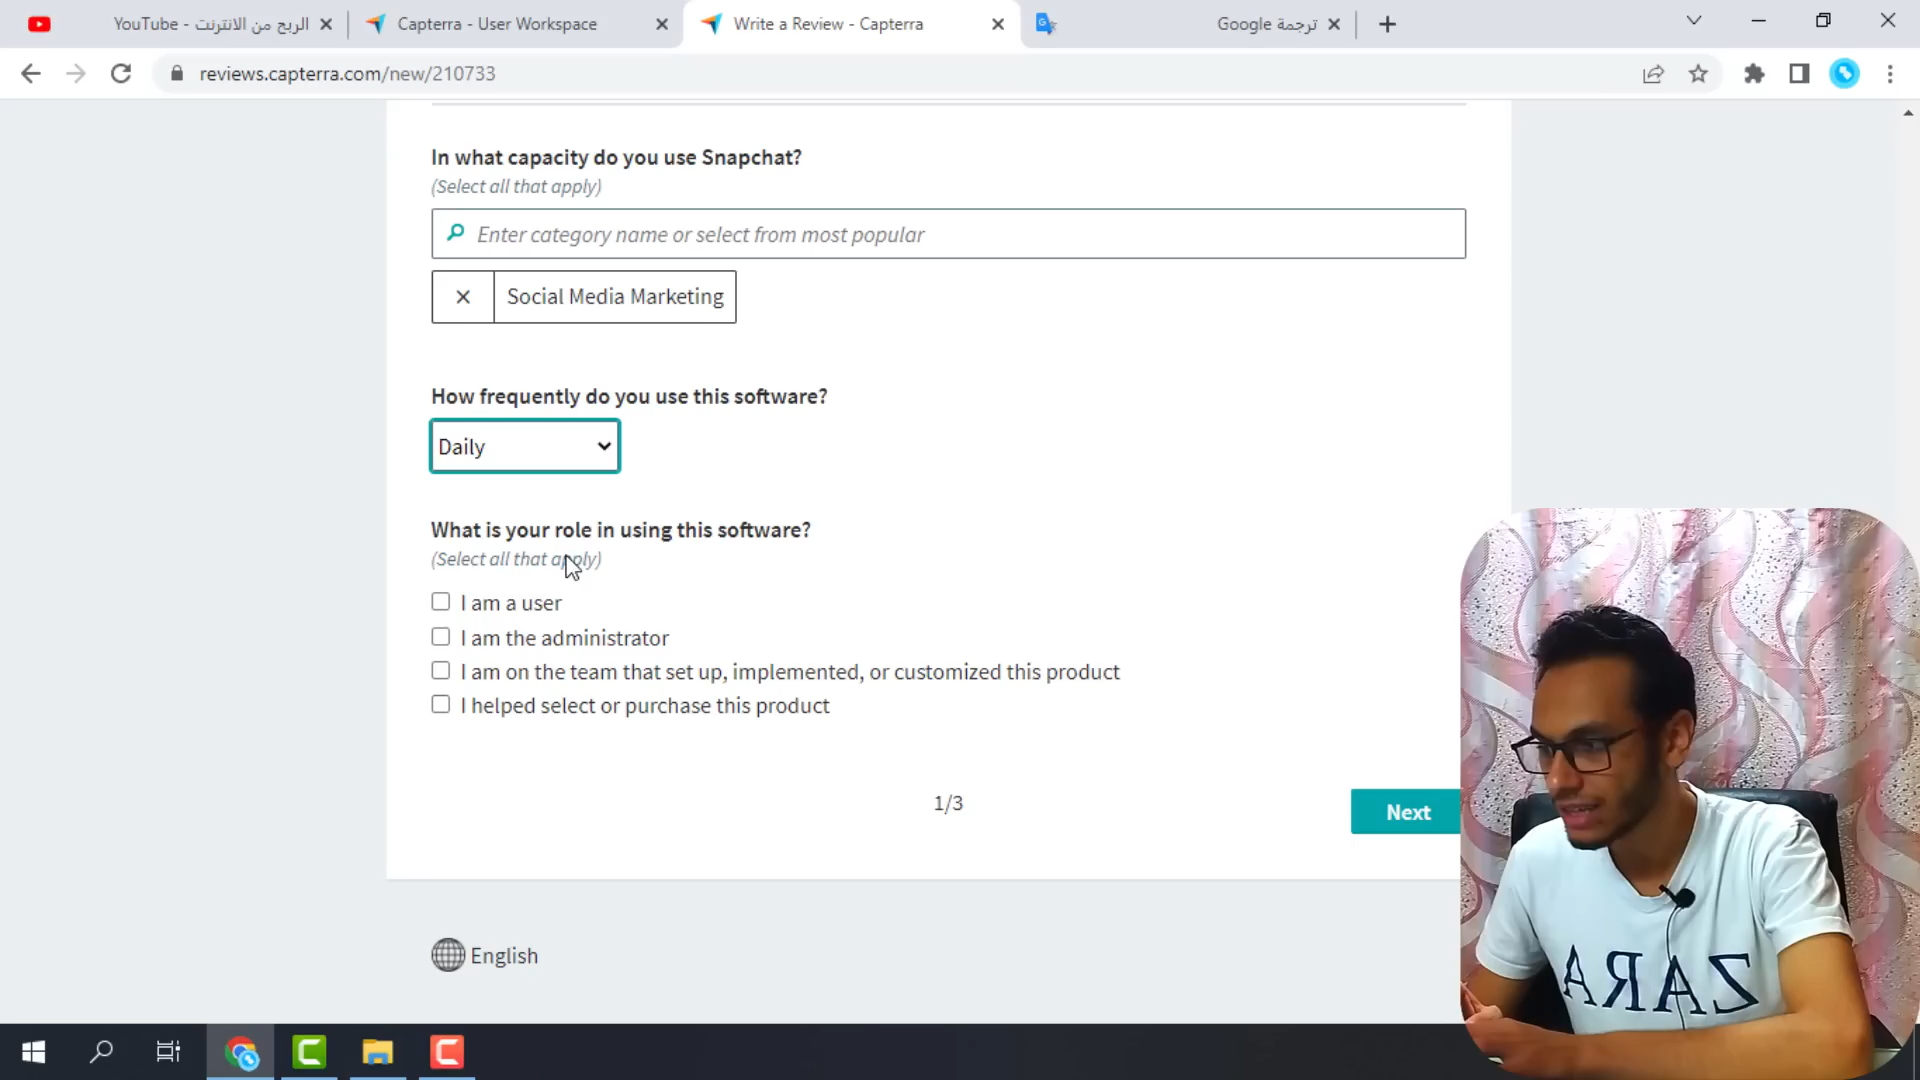 الربح من الانترنت - YouTube
Capterra - User Workspace
Write a Review - Capterra
ترجمة Google
reviews.capterra.com/new/210733
In what capacity do you use Snapchat?
(Select all that apply)
Enter category name or select from most popular
Social Media Marketing
How frequently do you use this software?
Daily
What is your role in using this software?
(Select all that apply)
I am a user
I am the administrator
I am on the team that set up, implemented, or customized this product
I helped select or purchase this product
1/3
Next
English
ZARA